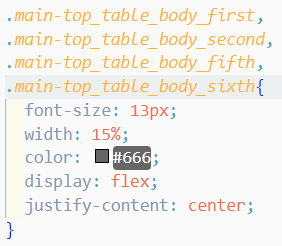 .main-top_table_body_first,
.main-top_table_body_second,
.main-top_table_body_fifth,
.main-top_table_body_sixth{
font-size: 13px;
width: 15%;
color: #666;
display: flex;
justify-content: center;
}